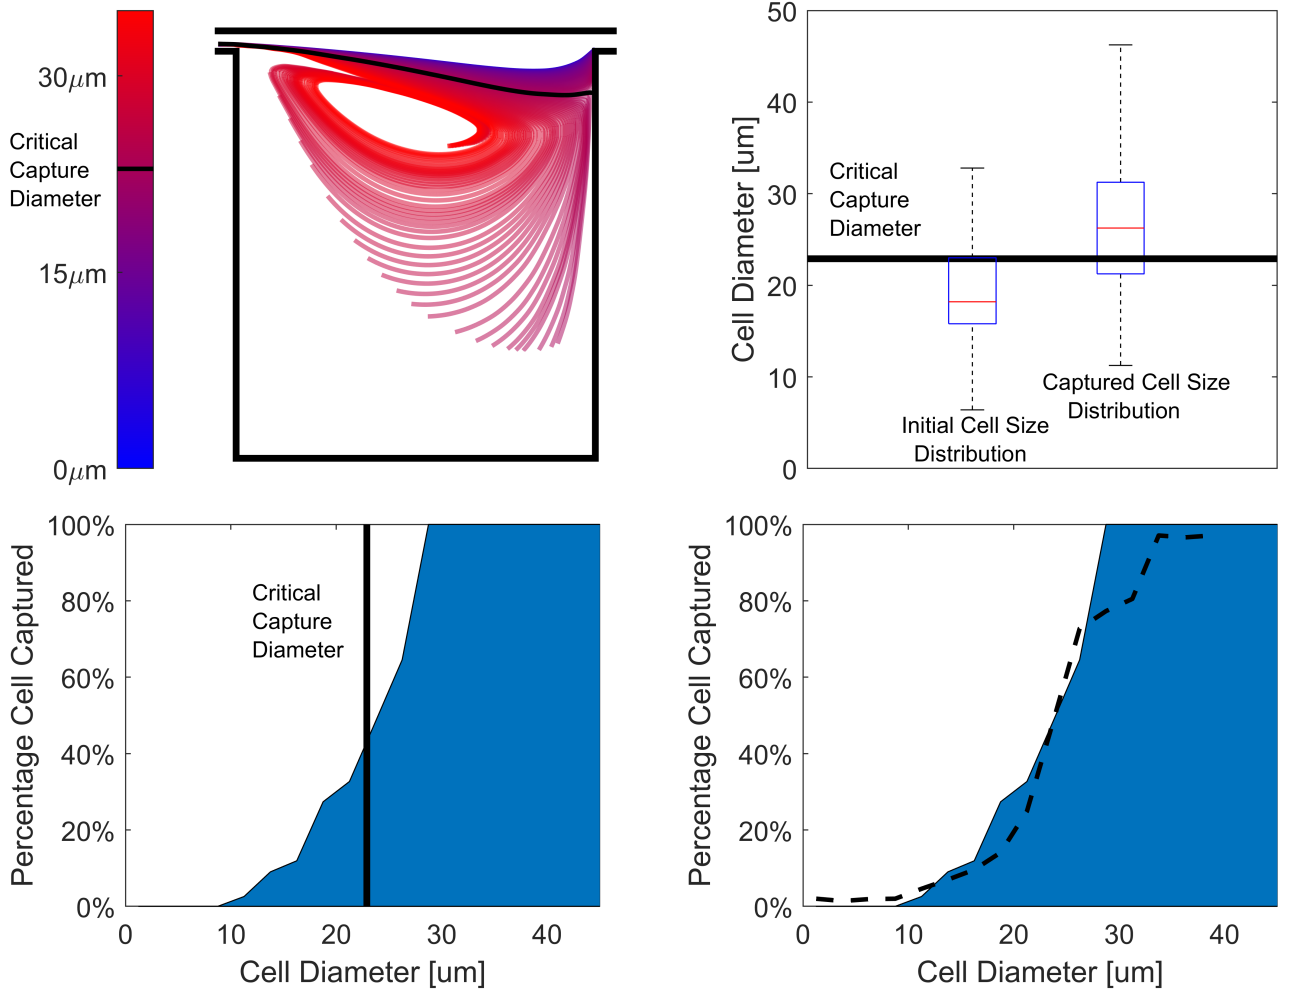 30μm
Critical
Capture
Diameter
15μm
0μm
50
40
30
20
10
0
Cell Diameter [um]
Critical
Capture
Diameter
Captured Cell Size
Distribution
Initial Cell Size
Distribution
100%
80%
60%
40%
20%
0%
Percentage Cell Captured
Critical
Capture
Diameter
0 10 20 30 40
Cell Diameter [um]
100%
80%
60%
40%
20%
0%
Percentage Cell Captured
0 10 20 30 40
Cell Diameter [um]